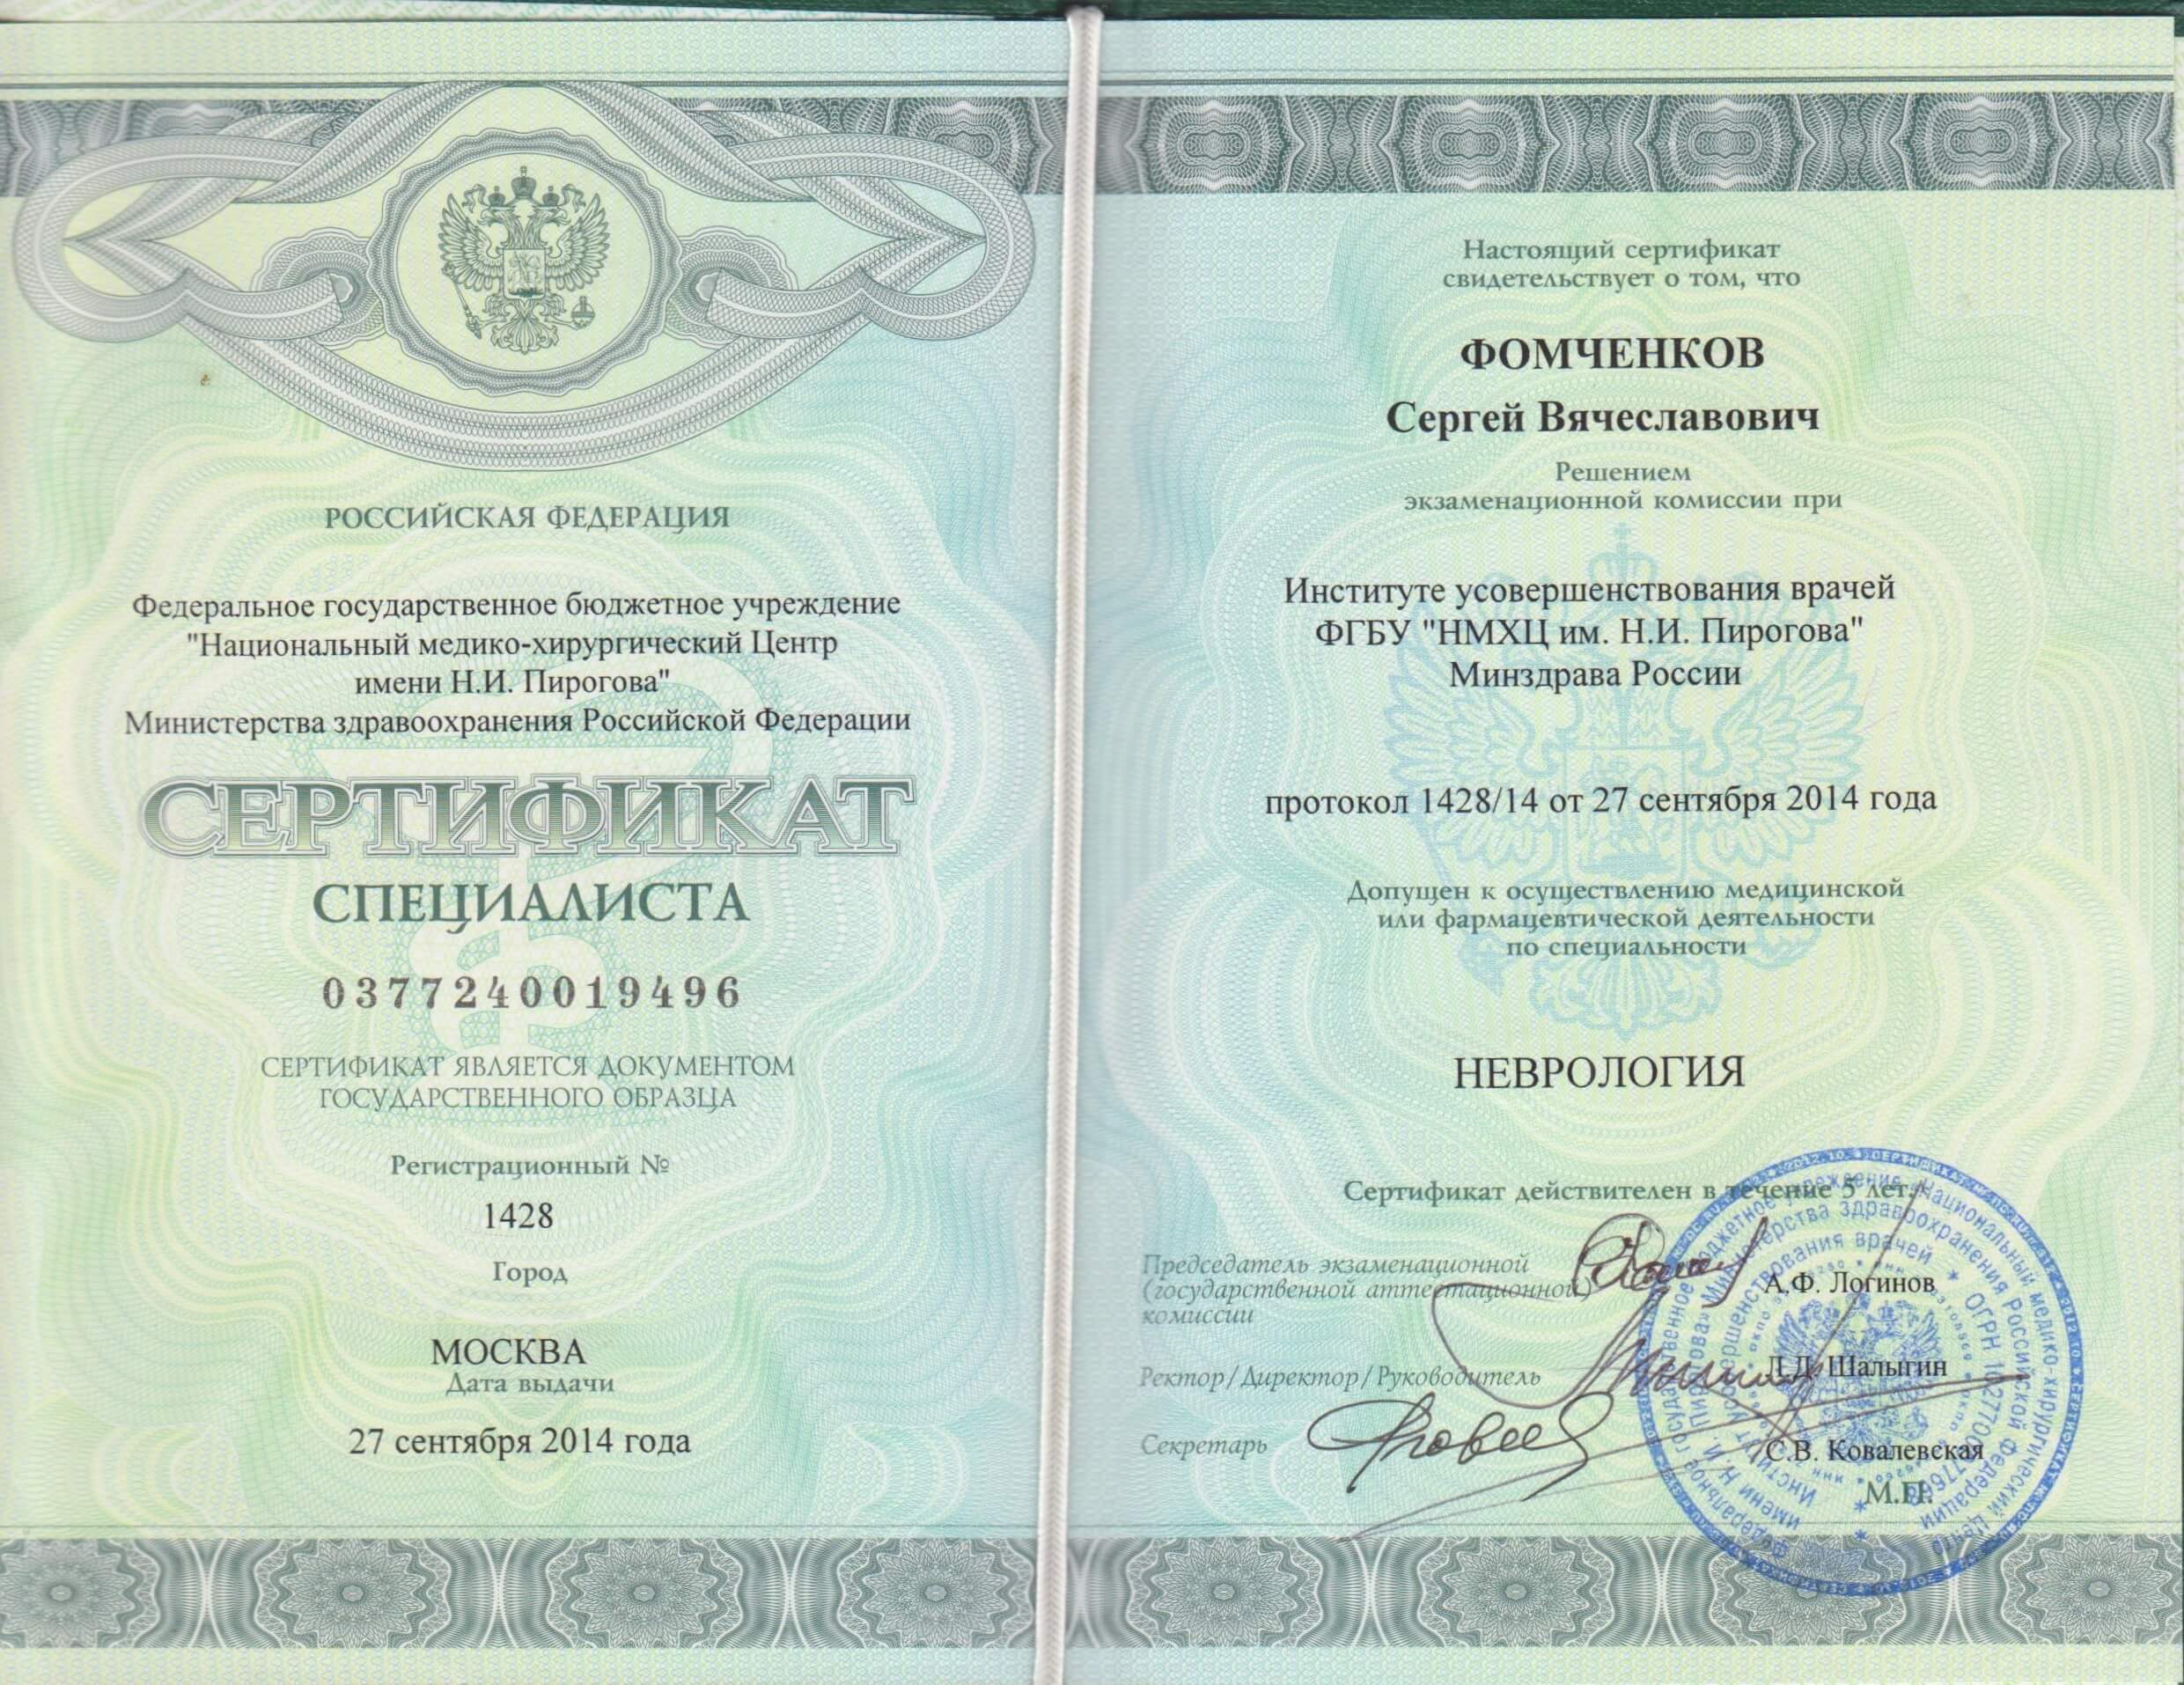 РОССИЙСКАЯ ФЕДЕРАЦИЯ
Федеральное государственное бюджетное учреждение
"Национальный медико-хирургический Центр
имени Н.И. Пирогова"
Министерства здравоохранения Российской Федерации
СЕРТИФИКАТ
СПЕЦИАЛИСТА
0377240019496
СЕРТИФИКАТ ЯВЛЯЕТСЯ ДОКУМЕНТОМ
ГОСУДАРСТВЕННОГО ОБРАЗЦА
Регистрационный №
1428
Город
МОСКВА
Дата выдачи
27 сентября 2014 года
Настоящий сертификат
свидетельствует о том, что
ФОМЧЕНКОВ
Сергей Вячеславович
Решением
экзаменационной комиссии при
Институте усовершенствования врачей
ФГБУ "НМХЦ им. Н.И. Пирогова"
Минздрава России
протокол 1428/14 от 27 сентября 2014 года
Допущен к осуществлению медицинской
или фармацевтической деятельности
по специальности
НЕВРОЛОГИЯ
Сертификат действителен в течение 5 лет.
Председатель экзаменационной
(государственной аттестационной)
комиссии
А.Ф. Логинов
Ректор/Директор/Руководитель
Л.Д. Шалыгин
Секретарь
С.В. Ковалевская
М.П.
Федеральное государственное бюджетное учреждение «Национальный медико-хирургический Центр
имени Н.И. Пирогова» Министерства здравоохранения Российской Федерации
Институт усовершенствования врачей